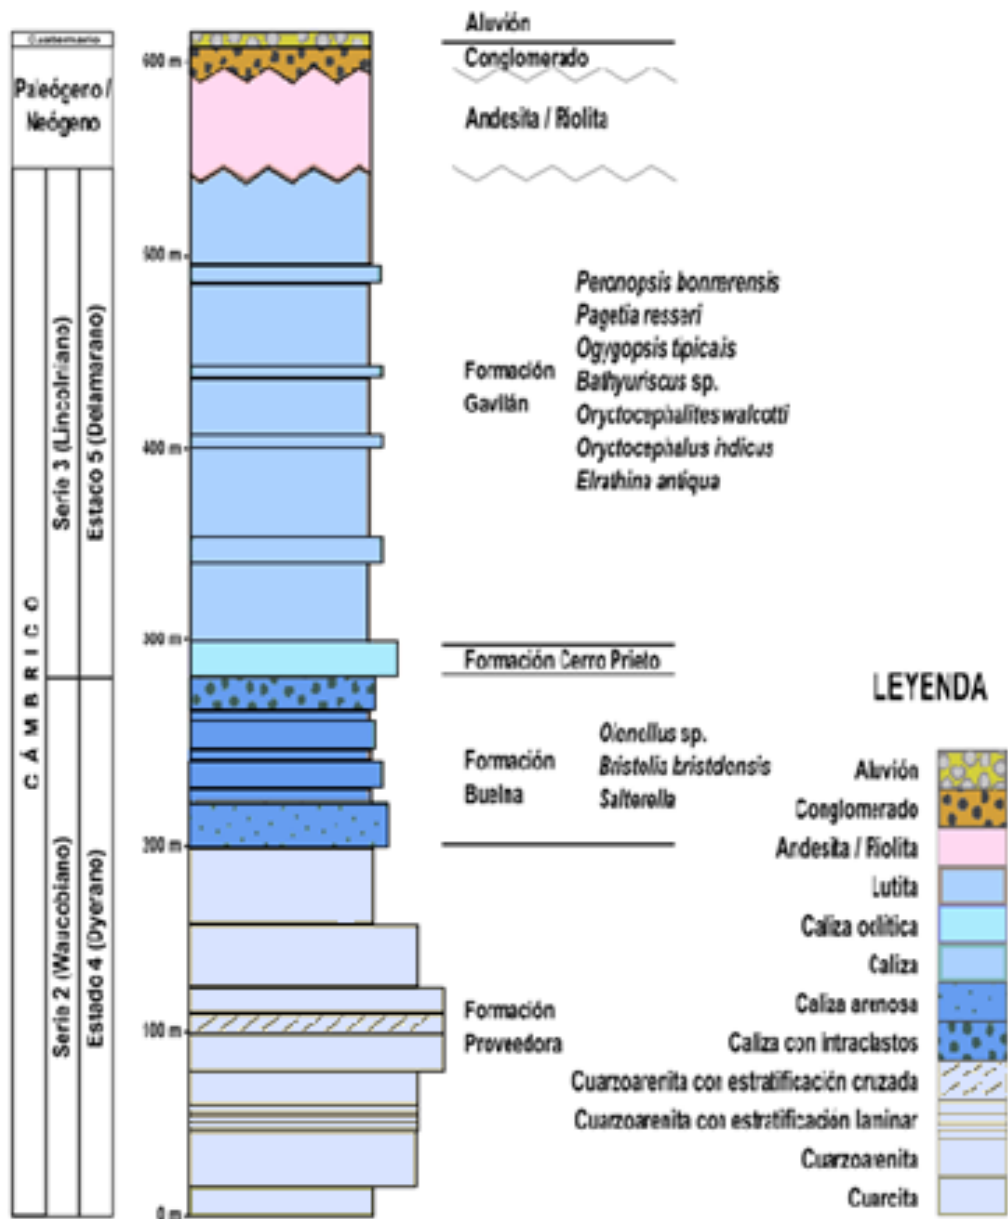 Cuaternario
Paleógeno /
Neógeno
CÁMBRICO
Serie 3 (Lincolniano)
Estado 5 (Delamarano)
Serie 2 (Waucobiano)
Estado 4 (Dyerano)
600 m
500 m
400 m
300 m
200 m
100 m
0 m
Aluvión
Conglomerado
Andesita / Riolita
Formación
Gavilán
Peronopsis bonnerensis
Pagetia resseri
Ogygopsis tipicalis
Bathyuriscus sp.
Oryctocephalites walcotti
Oryctocephalus indicus
Elrathina antiqua
Formación Cerro Prieto
Formación
Buelna
Olenellus sp.
Bristolia bristolensis
Salterella
Formación
Proveedora
LEYENDA
Aluvión
Conglomerado
Andesita / Riolita
Lutita
Caliza oolítica
Caliza
Caliza arenosa
Caliza con intraclastos
Cuarzoarenita con estratificación cruzada
Cuarzoarenita con estratificación laminar
Cuarzoarenita
Cuarcita